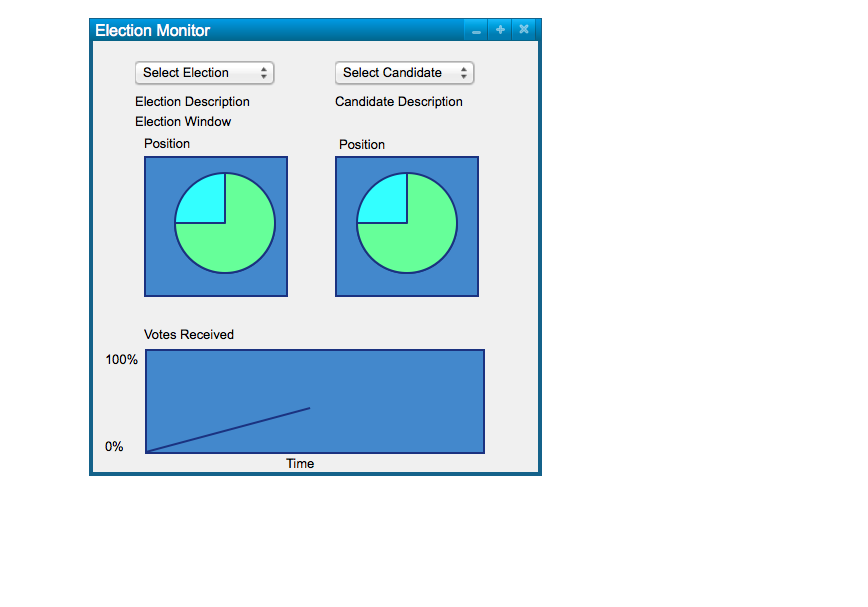 Election Monitor
Select Election
Select Candidate
Election Description
Candidate Description
Election Window
Position
Position
Votes Received
100%
0%
Time